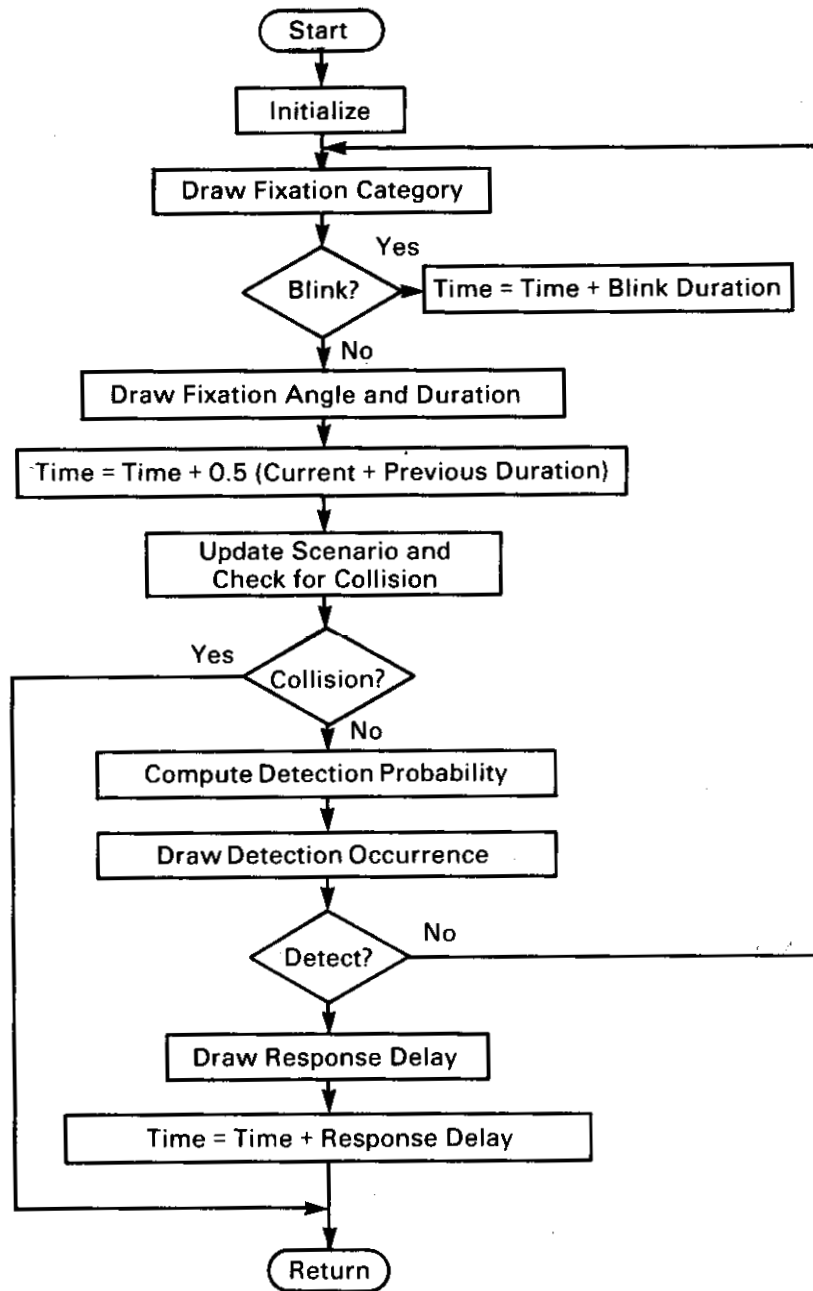 Start
Initialize
Draw Fixation Category
Yes
Blink?
Time = Time + Blink Duration
No
Draw Fixation Angle and Duration
Time = Time + 0.5 (Current + Previous Duration)
Update Scenario and
Check for Collision
Yes
Collision?
No
Compute Detection Probability
Draw Detection Occurrence
No
Detect?
Draw Response Delay
Time = Time + Response Delay
Return